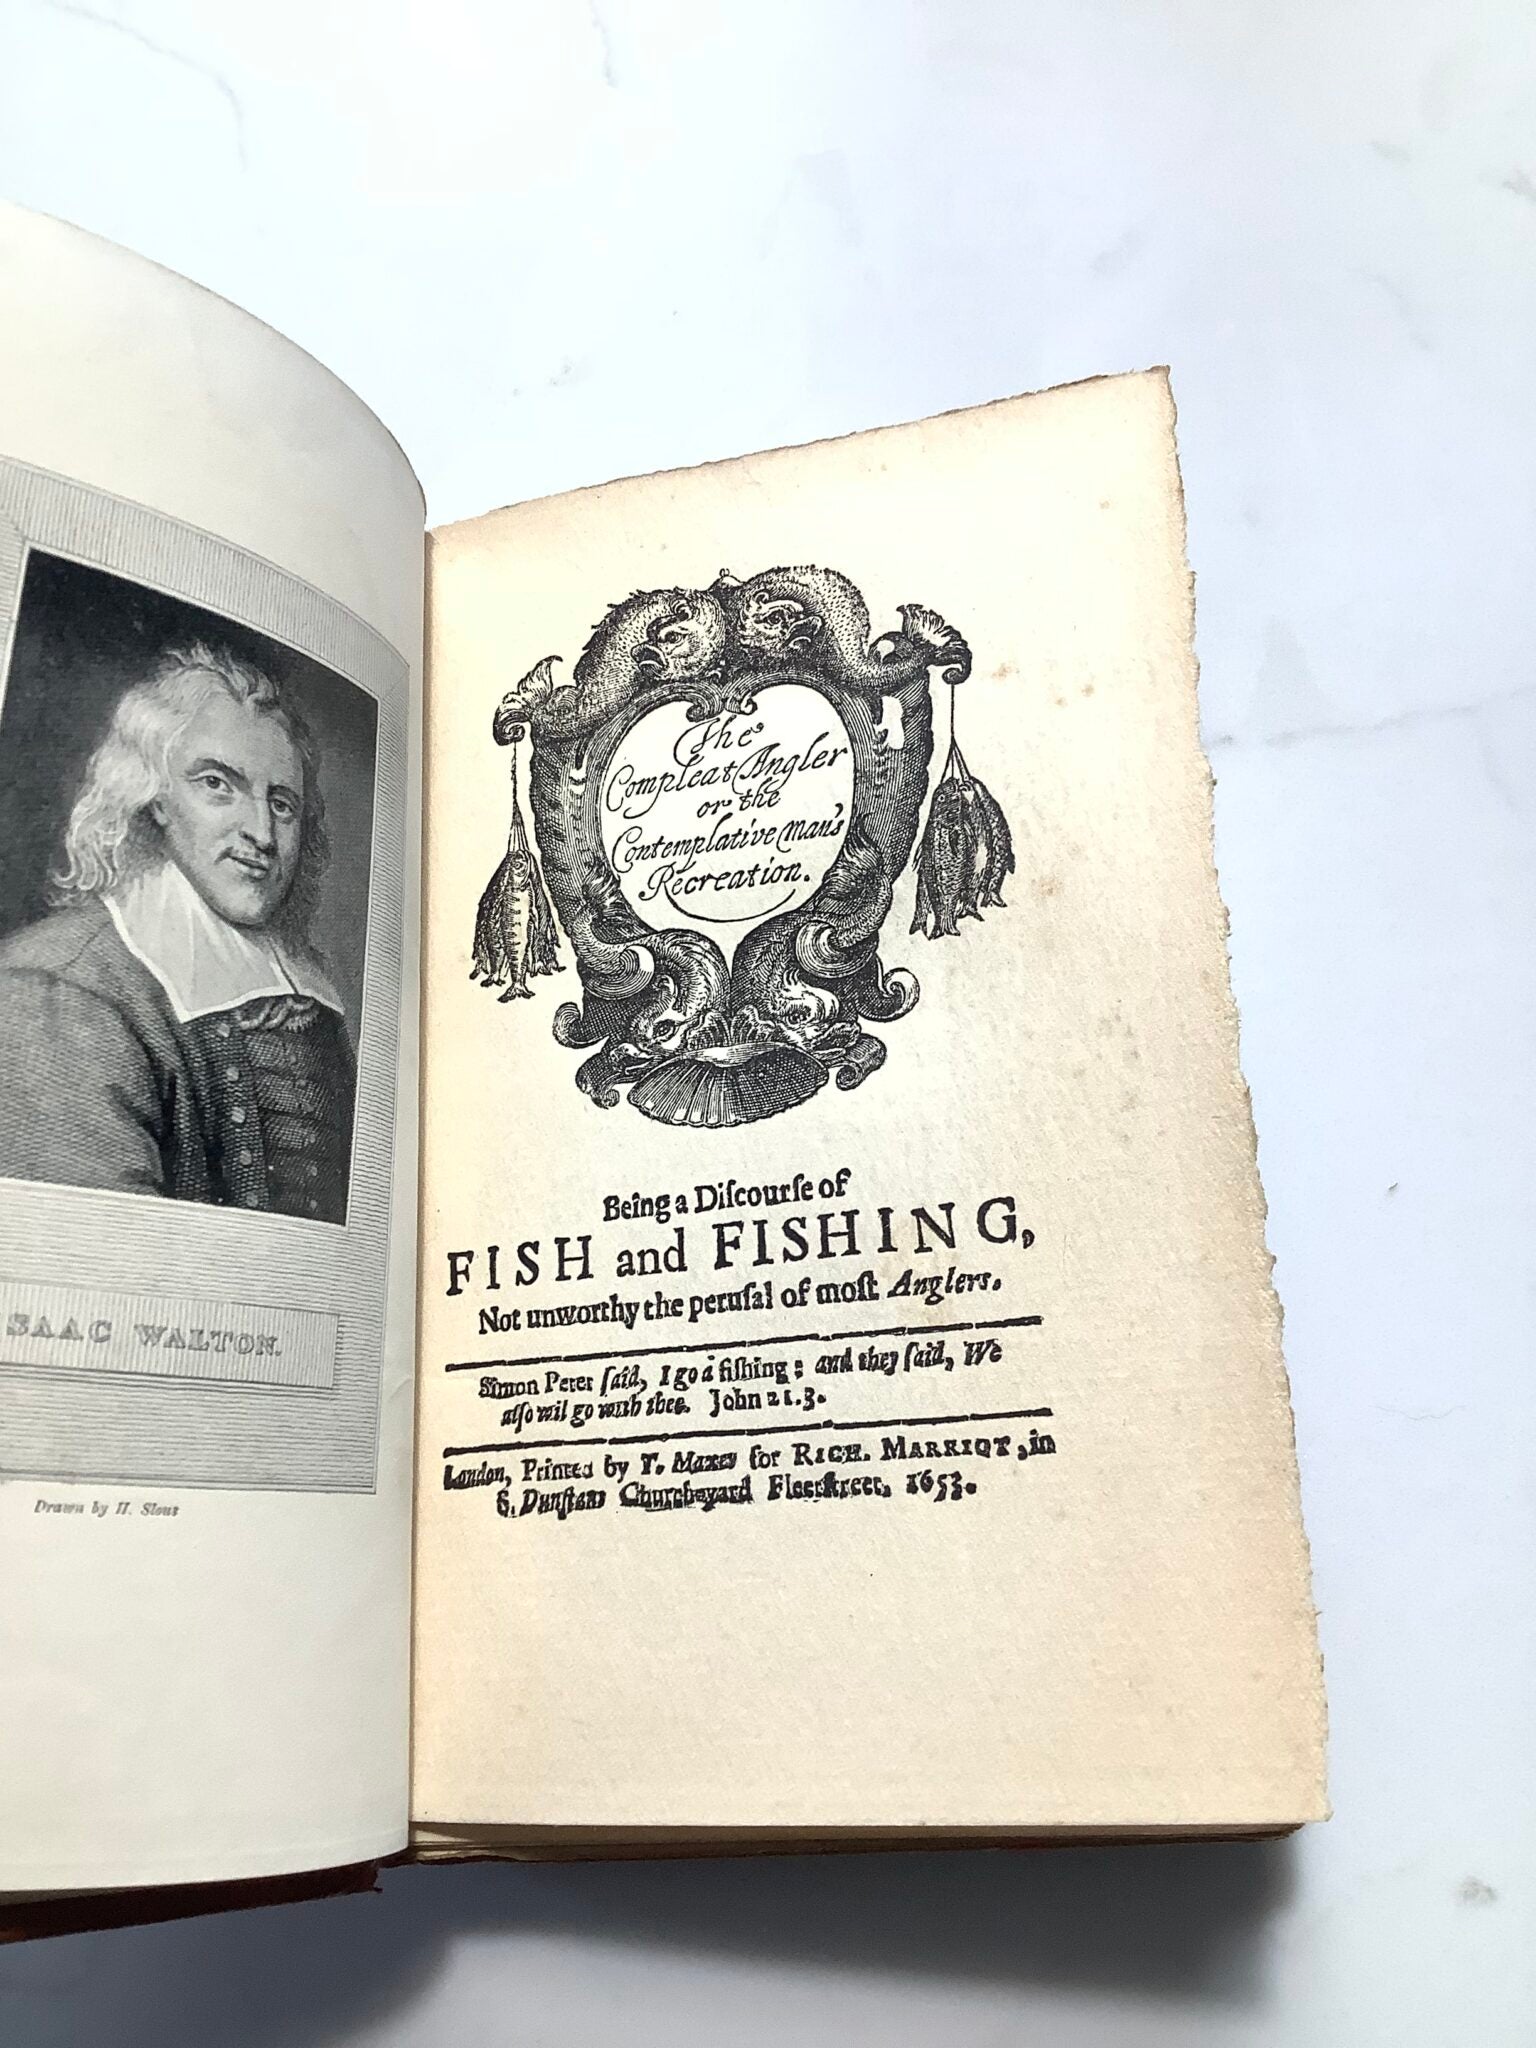 SAAC WALTON.
Drawn by H. Slous
The
Compleat Angler
or the
Contemplative Man's
Recreation.
Being a Diſcourſe of
FISH and FISHING,
Not unworthy the peruſal of moſt Anglers.
Simon Peter ſaid, I go a fiſhing: and they ſaid, We
alſo wil go with thee. John 21.3.
London, Printed by T. Maxey for RICH. MARRIOT, in
S. Dunſtans Churchyard Fleetſtreet, 1653.